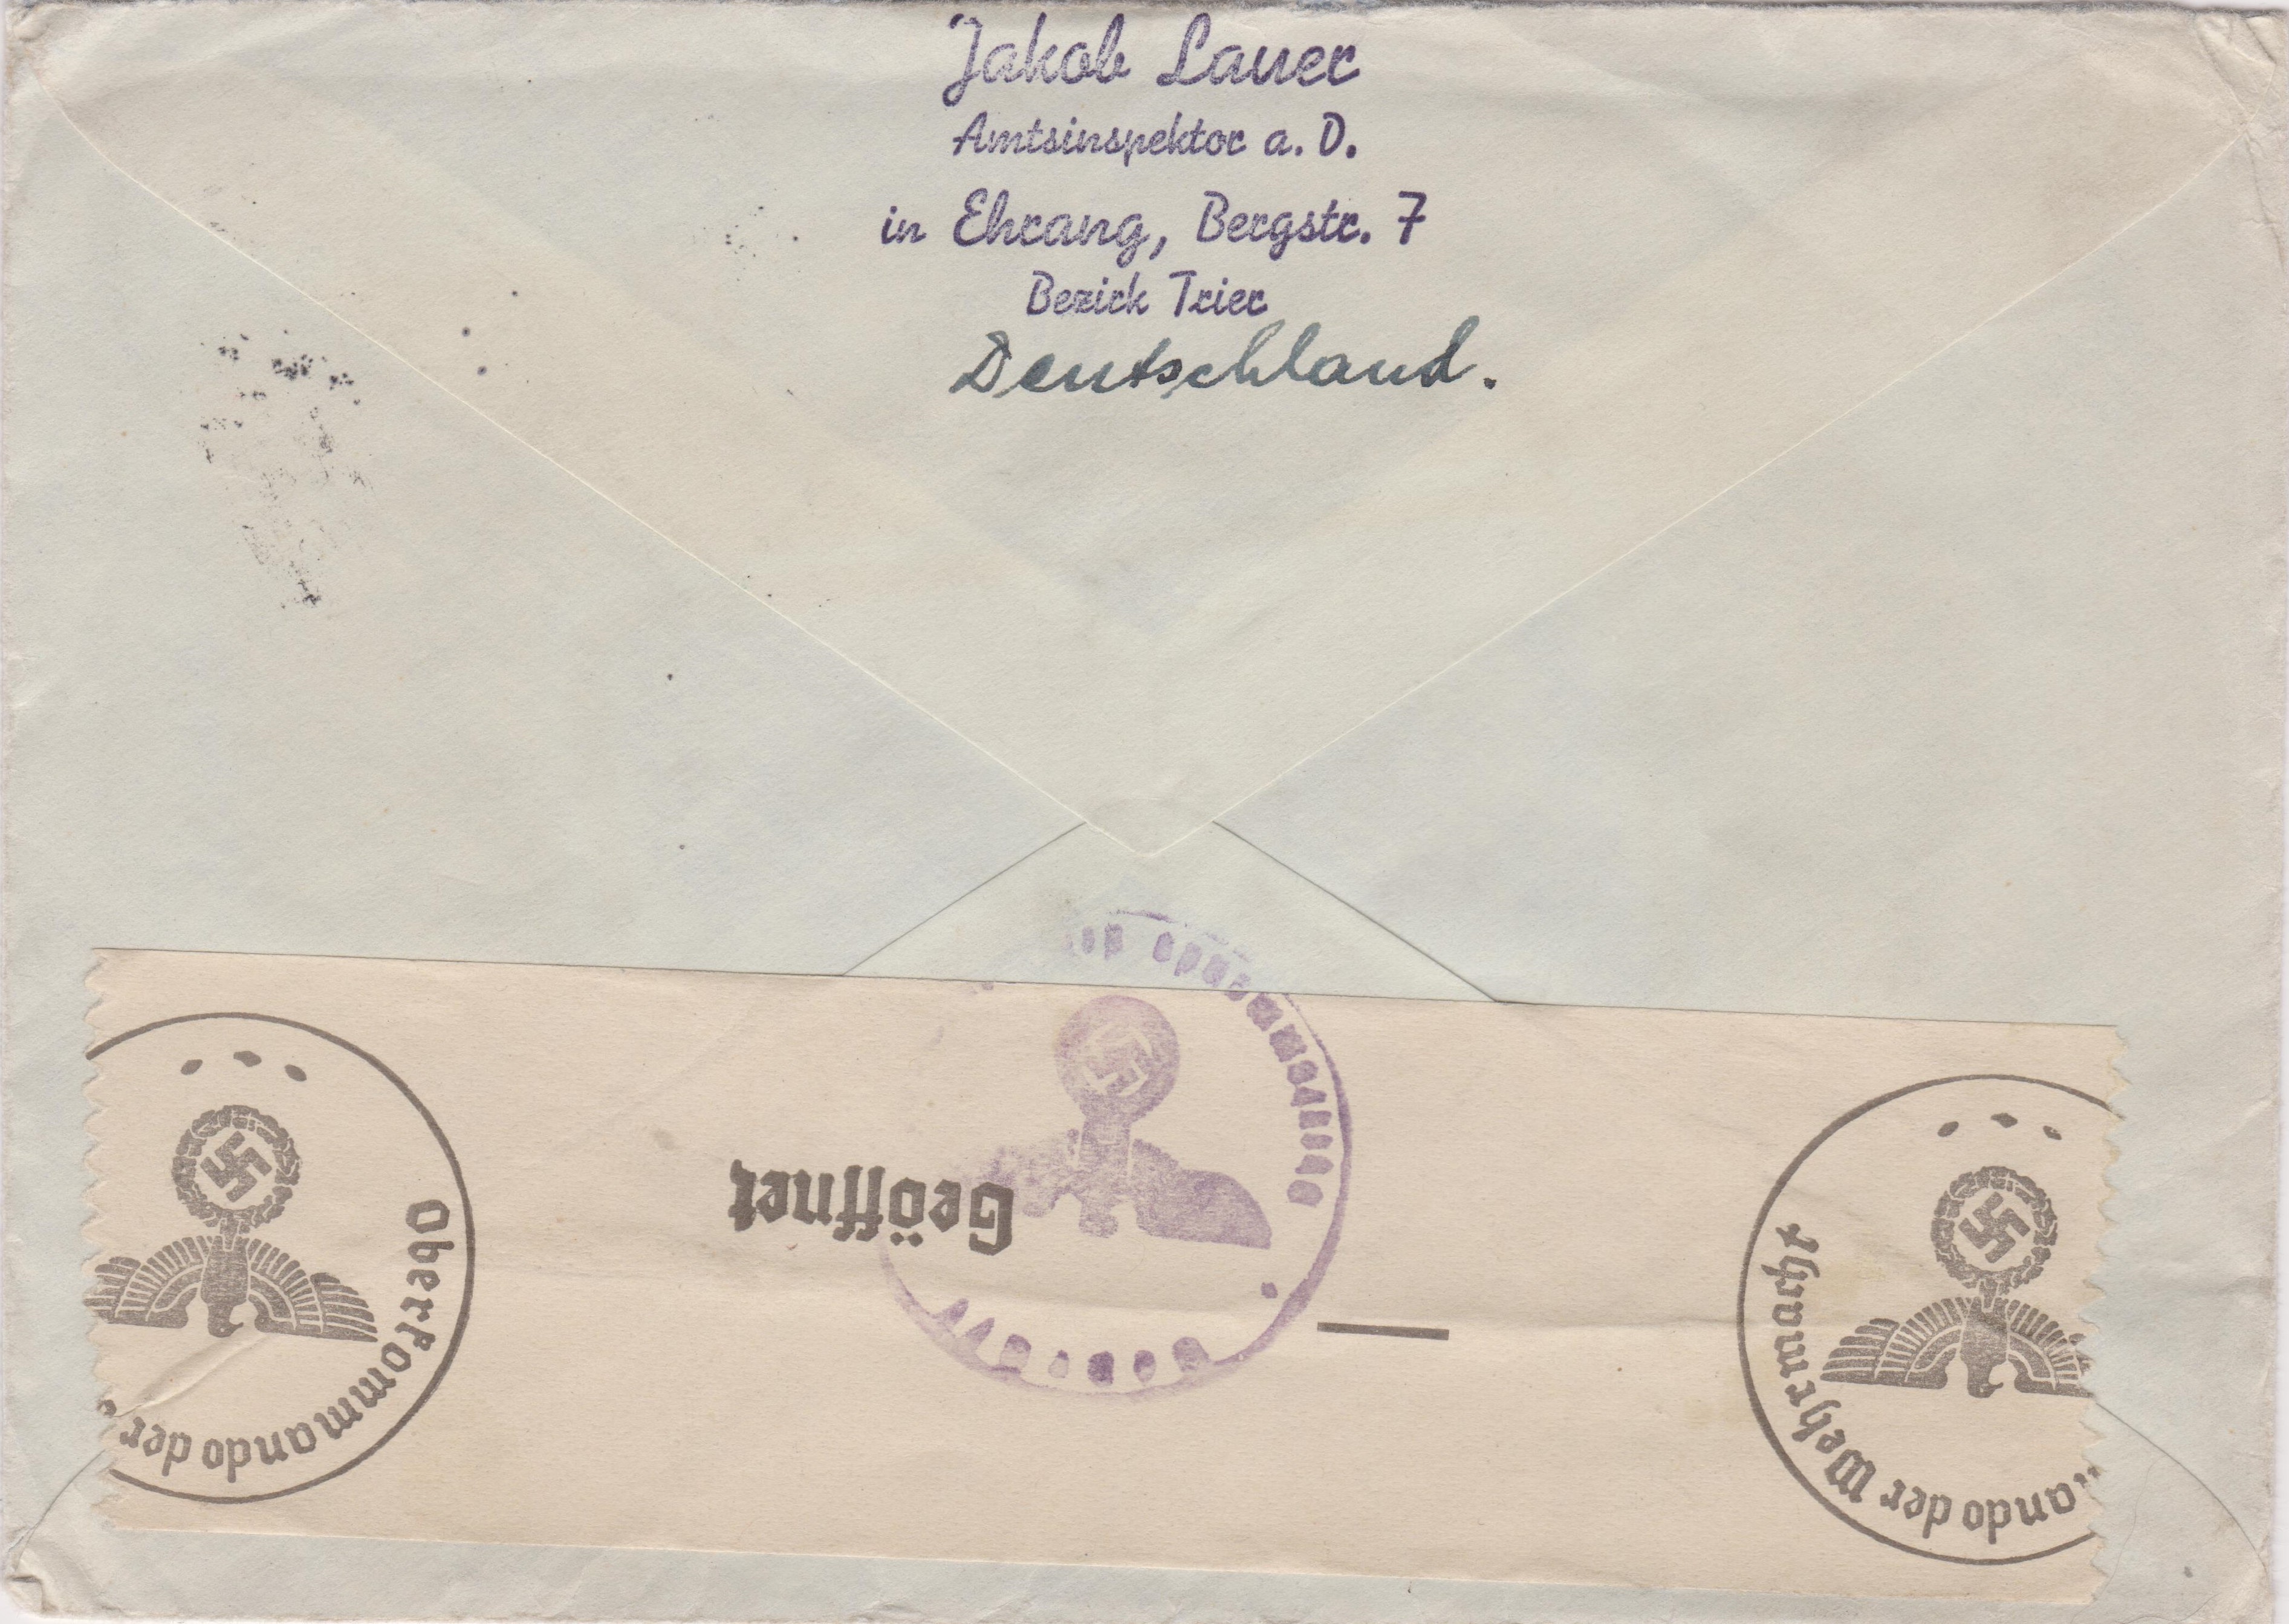 Jakob Lauer
Amtsinspektor a. D.
in Ehrang, Bergstr. 7
Bezirk Trier
Deutschland.
Geöffnet
Oberkommando der
ando der Wehrmacht